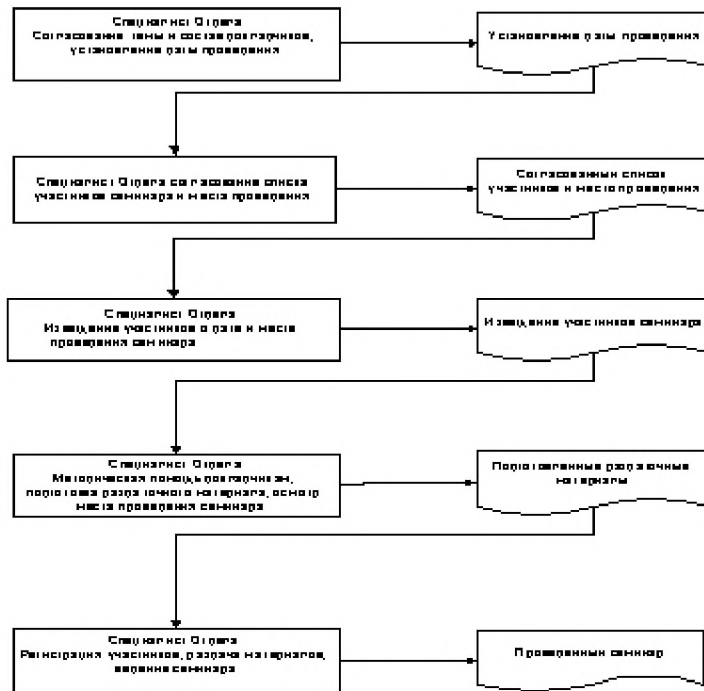 Специалист Отдела
Согласование темы и состав докладчиков,
установление даты проведения
Установление даты проведения
Специалист Отдела согласование списка
участников семинара и места проведения
Согласованный список
участников и место проведения
Специалист Отдела
Извещение участников о дате и месте
проведения семинара
Извещение участников семинара
Специалист Отдела
Методическая помощь докладчикам,
подготовка раздаточного материала, осмотр
места проведения семинара
Подготовленные раздаточные
материалы
Специалист Отдела
Регистрация участников, раздача материалов,
ведение семинара
Проведенный семинар